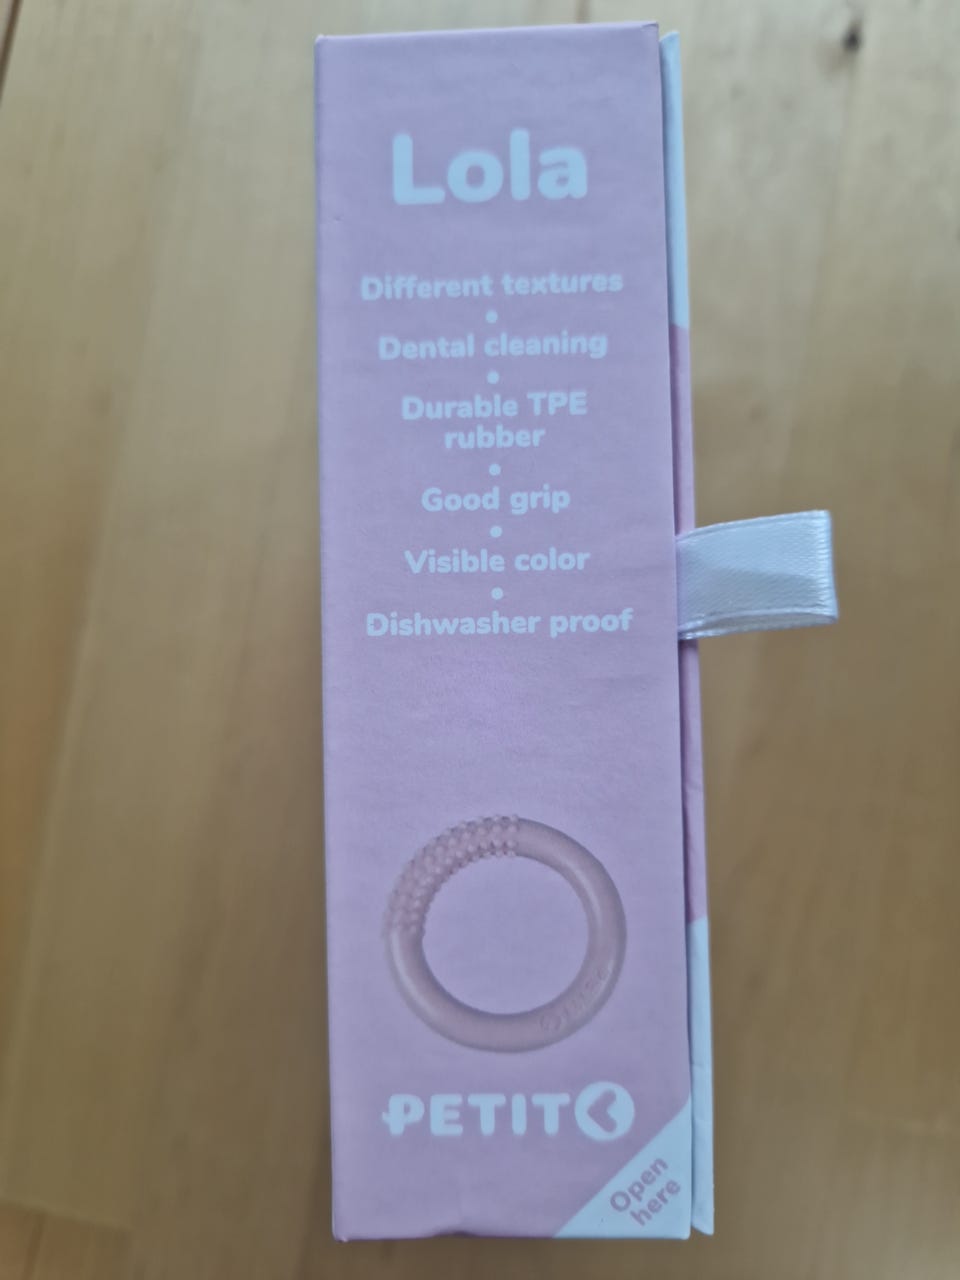 Lola
Different textures
•
Dental cleaning
•
Durable TPE
rubber
•
Good grip
•
Visible color
•
Dishwasher proof
PETIT
Open
here